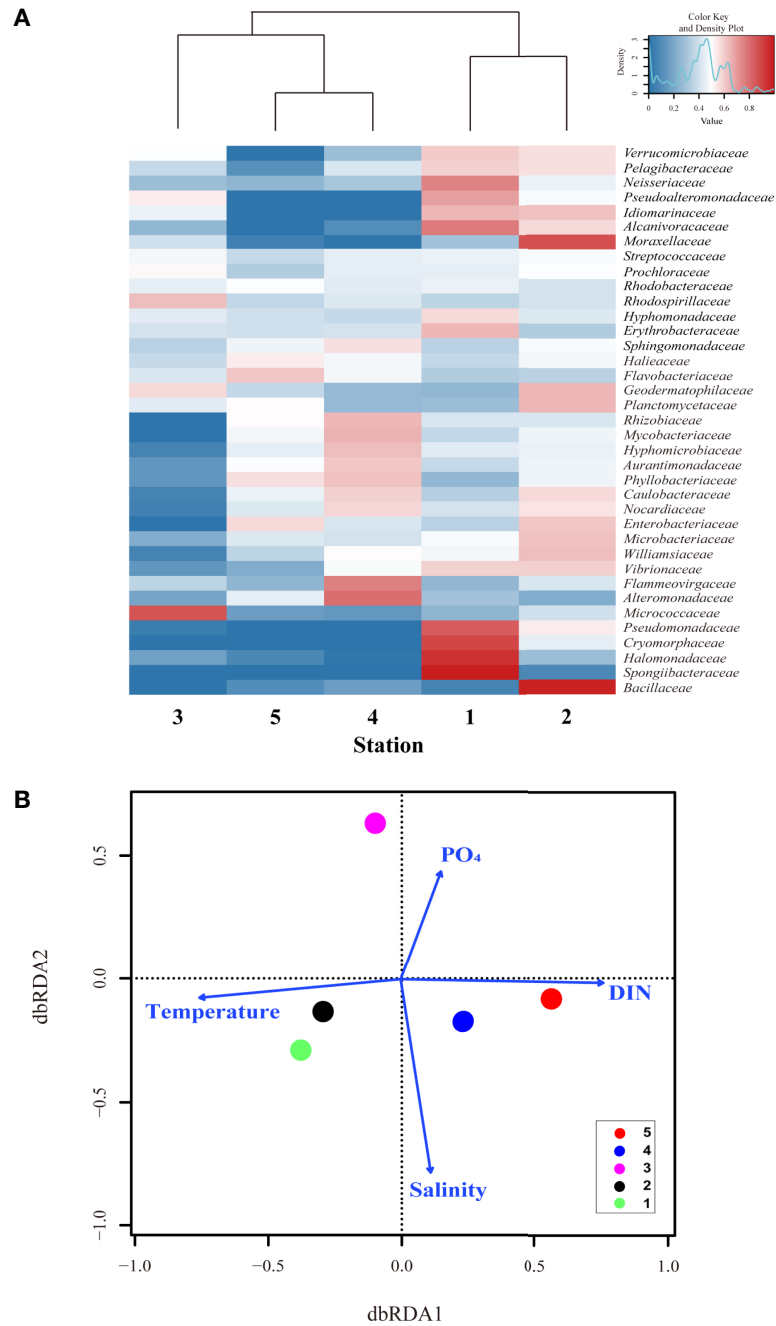 A
Color Key
and Density Plot
Density
0 1 2 3
0 0.2 0.4 0.6 0.8
Value
Verrucomicrobiaceae
Pelagibacteraceae
Neisseriaceae
Pseudoalteromonadaceae
Idiomarinaceae
Alcanivoracaceae
Moraxellaceae
Streptococcaceae
Prochloraceae
Rhodobacteraceae
Rhodospirillaceae
Hyphomonadaceae
Erythrobacteraceae
Sphingomonadaceae
Halieaceae
Flavobacteriaceae
Geodermatophilaceae
Planctomycetaceae
Rhizobiaceae
Mycobacteriaceae
Hyphomicrobiaceae
Aurantimonadaceae
Phyllobacteriaceae
Caulobacteraceae
Nocardiaceae
Enterobacteriaceae
Microbacteriaceae
Williamsiaceae
Vibrionaceae
Flammeovirgaceae
Alteromonadaceae
Micrococcaceae
Pseudomonadaceae
Cryomorphaceae
Halomonadaceae
Spongiibacteraceae
Bacillaceae
3 5 4 1 2
Station
B
dbRDA2
0.5
0.0
−0.5
−1.0
PO₄
DIN
Temperature
Salinity
5
4
3
2
1
−1.0 −0.5 0.0 0.5 1.0
dbRDA1